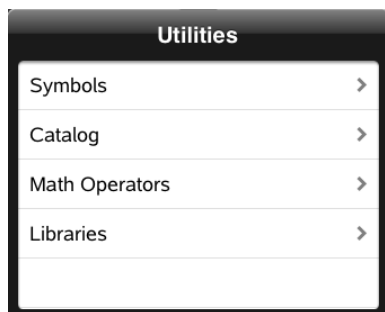 Utilities
Symbols
Catalog
Math Operators
Libraries